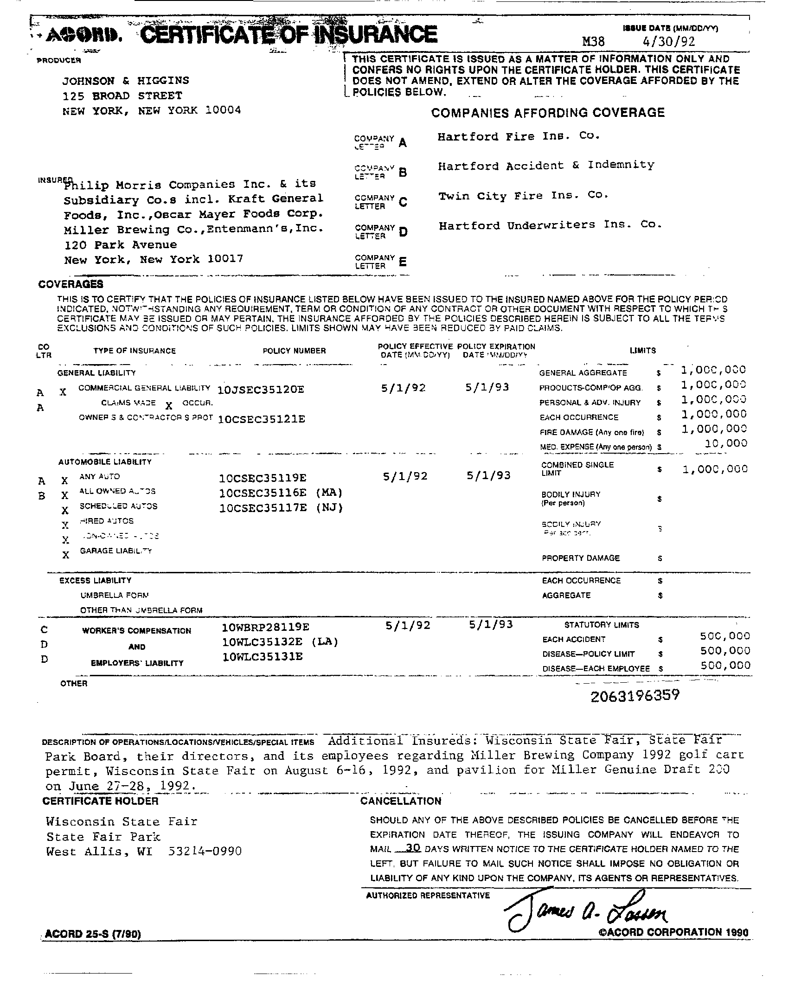 ACORD. CERTIFICATE OF INSURANCE
ISSUE DATE (MM/DD/YY)
M38 4/30/92
PRODUCER
JOHNSON & HIGGINS
125 BROAD STREET
NEW YORK, NEW YORK 10004
THIS CERTIFICATE IS ISSUED AS A MATTER OF INFORMATION ONLY AND
CONFERS NO RIGHTS UPON THE CERTIFICATE HOLDER. THIS CERTIFICATE
DOES NOT AMEND, EXTEND OR ALTER THE COVERAGE AFFORDED BY THE
POLICIES BELOW.
COMPANIES AFFORDING COVERAGE
COMPANY LETTER A Hartford Fire Ins. Co.
COMPANY LETTER B Hartford Accident & Indemnity
INSURED
Philip Morris Companies Inc. & its
Subsidiary Co.s incl. Kraft General
Foods, Inc.,Oscar Mayer Foods Corp.
Miller Brewing Co.,Entenmann's,Inc.
120 Park Avenue
New York, New York 10017
COMPANY LETTER C Twin City Fire Ins. Co.
COMPANY LETTER D Hartford Underwriters Ins. Co.
COMPANY LETTER E
COVERAGES
THIS IS TO CERTIFY THAT THE POLICIES OF INSURANCE LISTED BELOW HAVE BEEN ISSUED TO THE INSURED NAMED ABOVE FOR THE POLICY PERIOD
INDICATED, NOTWITHSTANDING ANY REQUIREMENT, TERM OR CONDITION OF ANY CONTRACT OR OTHER DOCUMENT WITH RESPECT TO WHICH THIS
CERTIFICATE MAY BE ISSUED OR MAY PERTAIN. THE INSURANCE AFFORDED BY THE POLICIES DESCRIBED HEREIN IS SUBJECT TO ALL THE TERMS
EXCLUSIONS AND CONDITIONS OF SUCH POLICIES. LIMITS SHOWN MAY HAVE BEEN REDUCED BY PAID CLAIMS.
CO LTR TYPE OF INSURANCE POLICY NUMBER POLICY EFFECTIVE DATE (MM/DD/YY) POLICY EXPIRATION DATE (MM/DD/YY) LIMITS
GENERAL LIABILITY GENERAL AGGREGATE $ 1,000,000
A X COMMERCIAL GENERAL LIABILITY 10JSEC35120E 5/1/92 5/1/93 PRODUCTS-COMP/OP AGG. $ 1,000,000
A CLAIMS MADE X OCCUR. PERSONAL & ADV. INJURY $ 1,000,000
OWNER'S & CONTRACTOR'S PROT 10CSEC35121E EACH OCCURRENCE $ 1,000,000
FIRE DAMAGE (Any one fire) $ 1,000,000
MED. EXPENSE (Any one person) $ 10,000
AUTOMOBILE LIABILITY COMBINED SINGLE LIMIT $ 1,000,000
A X ANY AUTO 10CSEC35119E 5/1/92 5/1/93
B X ALL OWNED AUTOS 10CSEC35116E (MA) BODILY INJURY (Per person) $
X SCHEDULED AUTOS 10CSEC35117E (NJ)
X HIRED AUTOS BODILY INJURY (Per accident) $
X NON-OWNED AUTOS
X GARAGE LIABILITY PROPERTY DAMAGE $
EXCESS LIABILITY EACH OCCURRENCE $
UMBRELLA FORM AGGREGATE $
OTHER THAN UMBRELLA FORM
C WORKER'S COMPENSATION 10WBRP28119E 5/1/92 5/1/93 STATUTORY LIMITS
D AND 10WLC35132E (LA) EACH ACCIDENT $ 500,000
D EMPLOYERS' LIABILITY 10WLC35131E DISEASE—POLICY LIMIT $ 500,000
DISEASE—EACH EMPLOYEE $ 500,000
OTHER
2063196359
DESCRIPTION OF OPERATIONS/LOCATIONS/VEHICLES/SPECIAL ITEMS Additional Insureds: Wisconsin State Fair, State Fair
Park Board, their directors, and its employees regarding Miller Brewing Company 1992 golf cart
permit, Wisconsin State Fair on August 6-16, 1992, and pavilion for Miller Genuine Draft 200
on June 27-28, 1992.
CERTIFICATE HOLDER
Wisconsin State Fair
State Fair Park
West Allis, WI 53214-0990
CANCELLATION
SHOULD ANY OF THE ABOVE DESCRIBED POLICIES BE CANCELLED BEFORE THE
EXPIRATION DATE THEREOF, THE ISSUING COMPANY WILL ENDEAVOR TO
MAIL 30 DAYS WRITTEN NOTICE TO THE CERTIFICATE HOLDER NAMED TO THE
LEFT, BUT FAILURE TO MAIL SUCH NOTICE SHALL IMPOSE NO OBLIGATION OR
LIABILITY OF ANY KIND UPON THE COMPANY, ITS AGENTS OR REPRESENTATIVES.
AUTHORIZED REPRESENTATIVE
James A. Lassen
ACORD 25-S (7/90)
©ACORD CORPORATION 1990